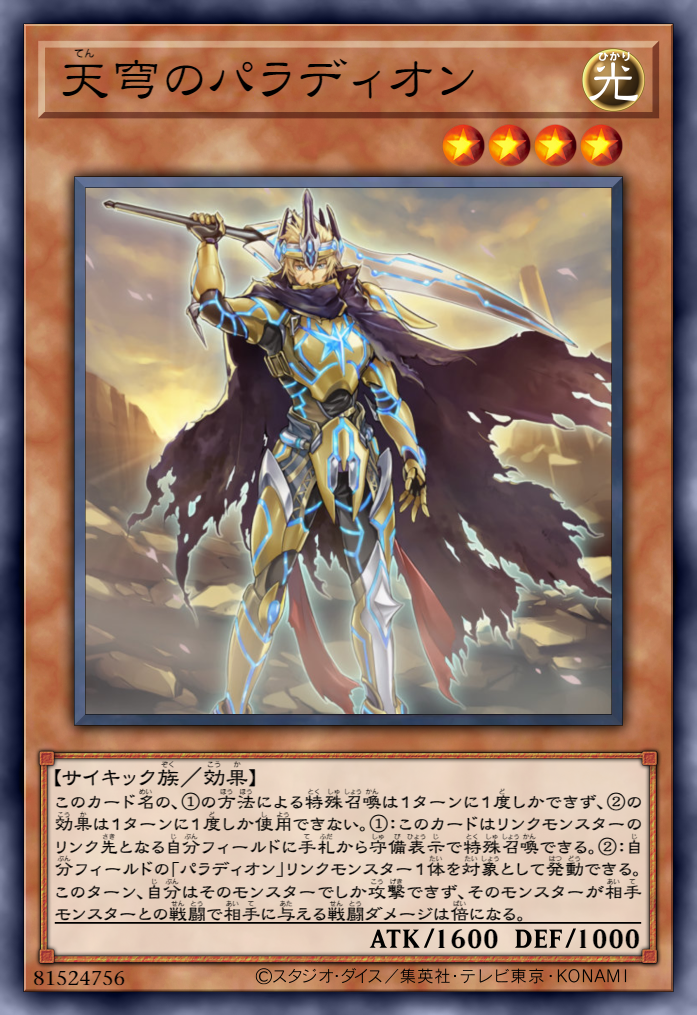 天穹のパラディオン
光
【サイキック族／効果】
このカード名の、①の方法による特殊召喚は１ターンに１度しかできず、②の
効果は１ターンに１度しか使用できない。①：このカードはリンクモンスターの
リンク先となる自分フィールドに手札から守備表示で特殊召喚できる。②：自
分フィールドの「パラディオン」リンクモンスター１体を対象として発動できる。
このターン、自分はそのモンスターでしか攻撃できず、そのモンスターが相手
モンスターとの戦闘で相手に与える戦闘ダメージは倍になる。
ATK/1600 DEF/1000
81524756
©スタジオ・ダイス／集英社・テレビ東京・KONAMI